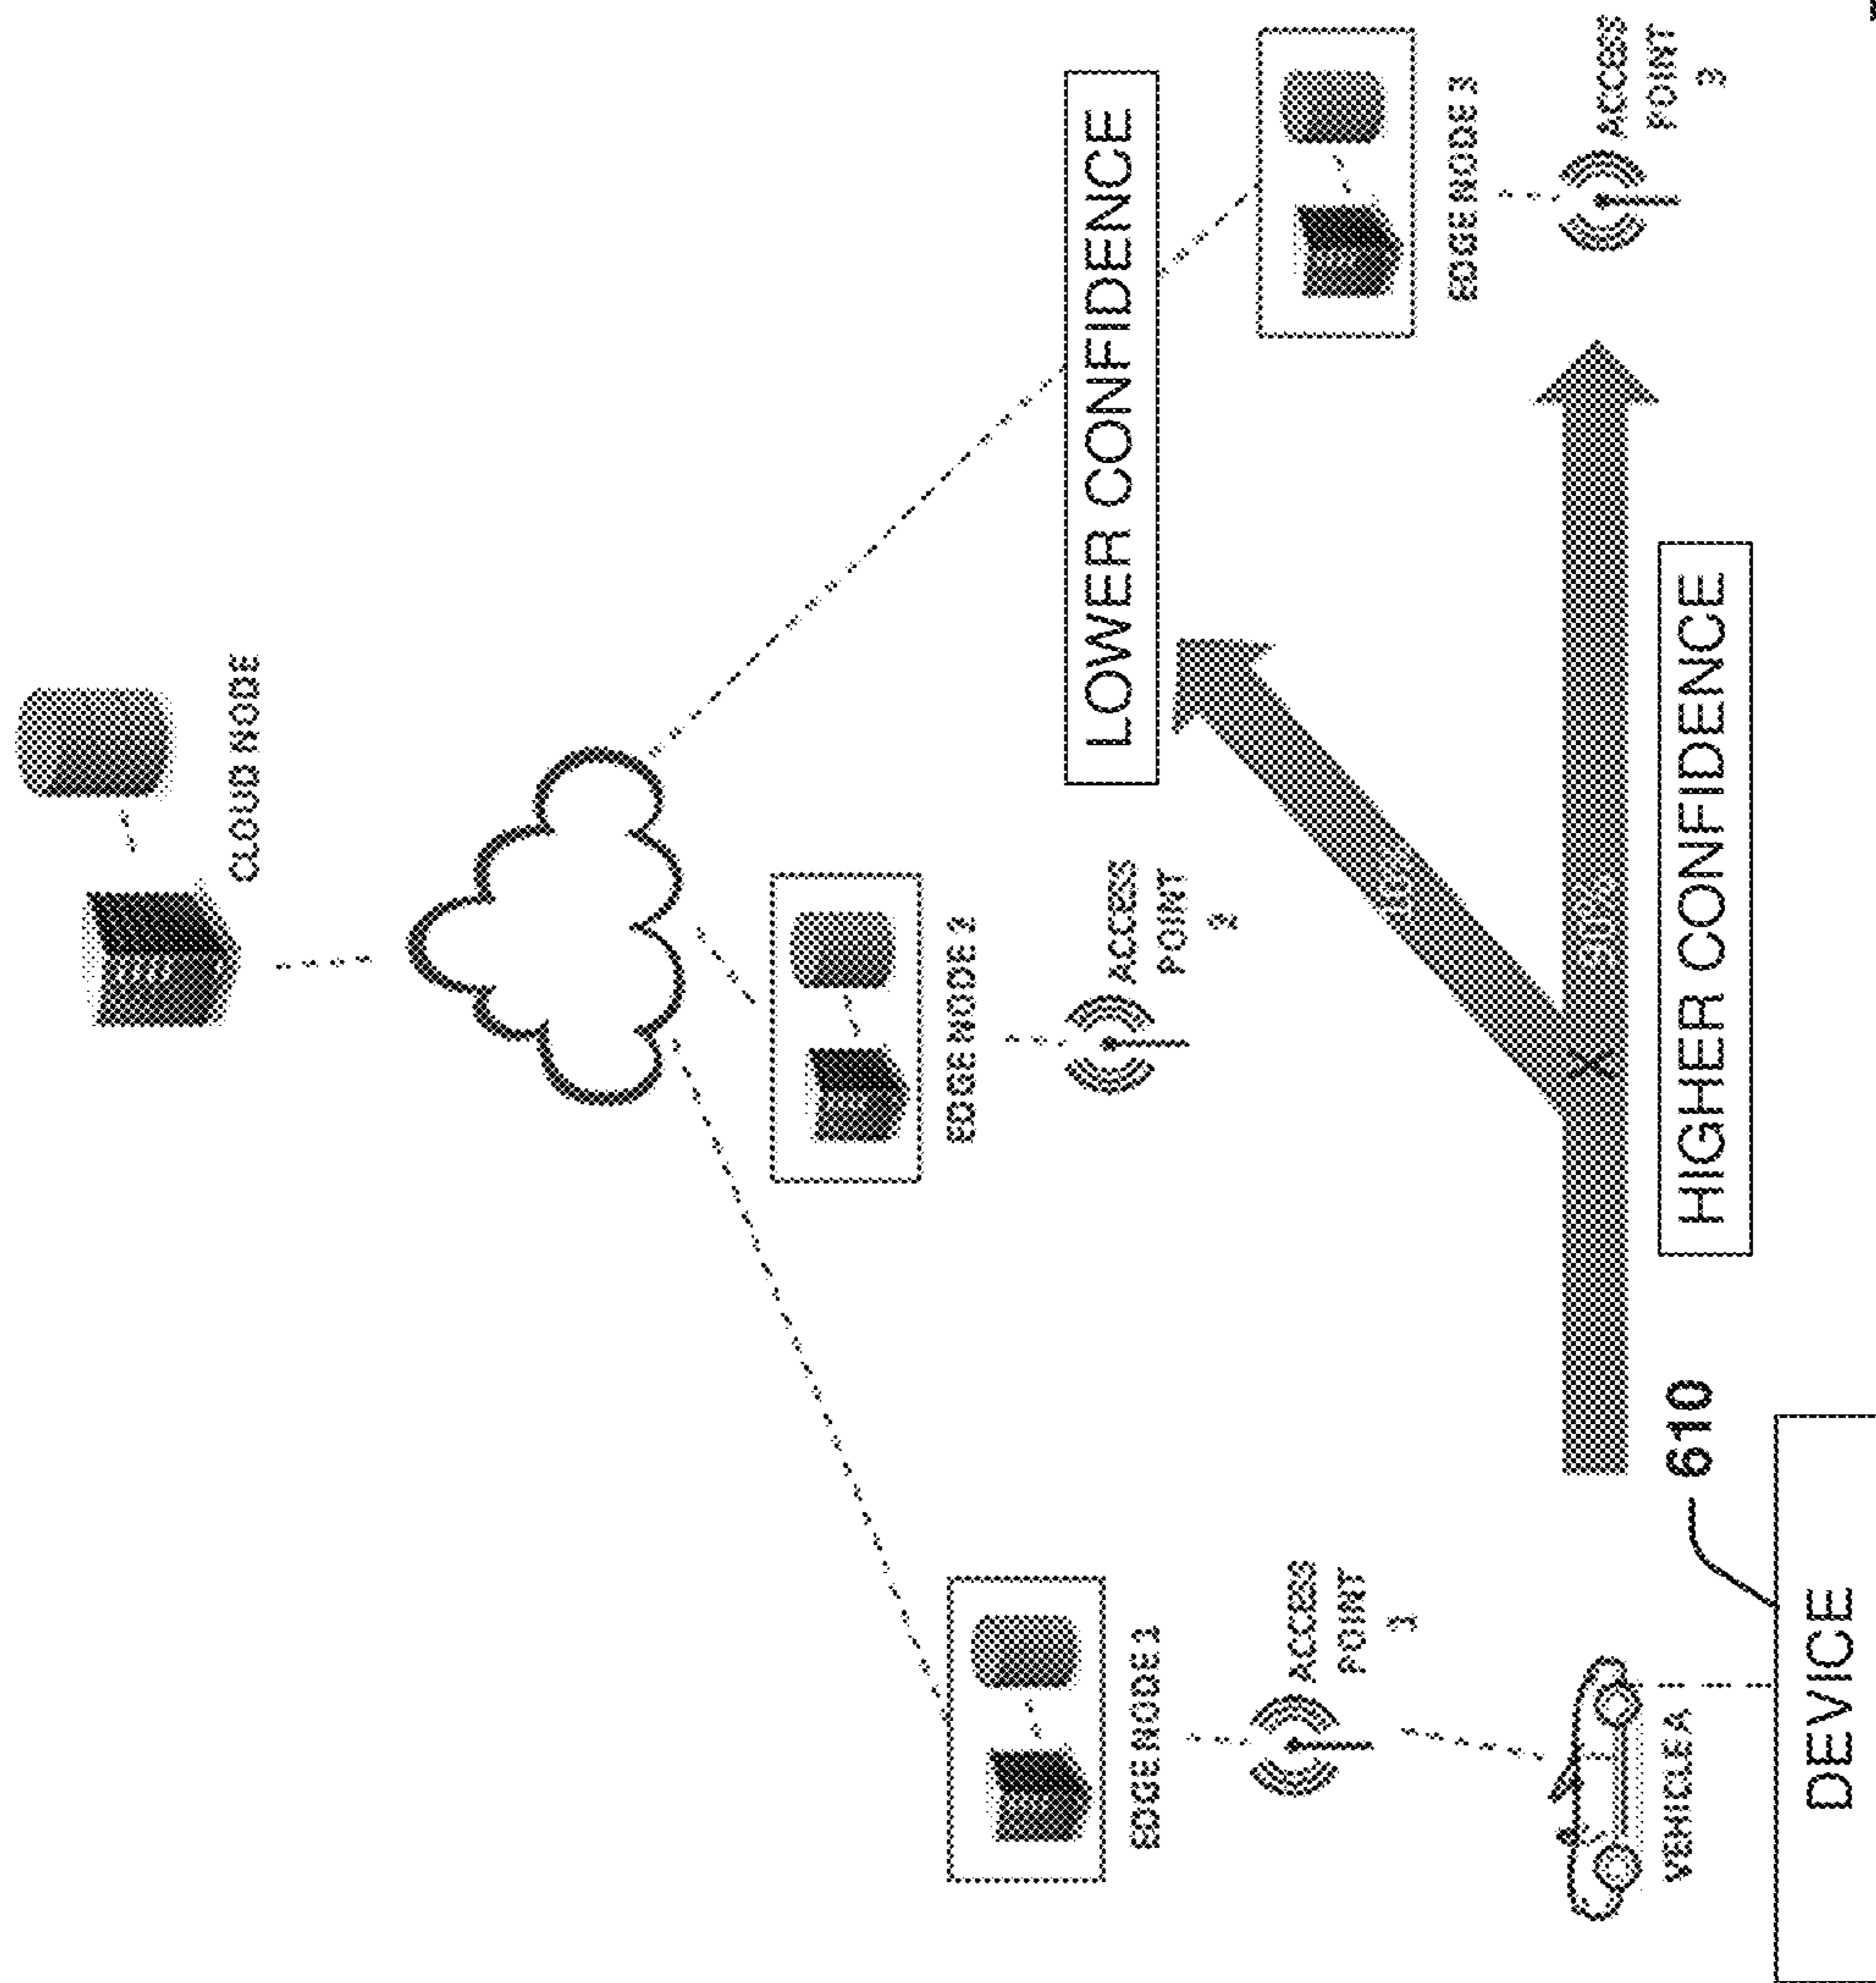 CLOUD NODE
LOWER CONFIDENCE
EDGE NODE 2
ACCESS
POINT
2
EDGE NODE 1
ACCESS
POINT
1
EDGE NODE 3
ACCESS
POINT
3
X
HIGHER CONFIDENCE
VEHICLE A
610
DEVICE